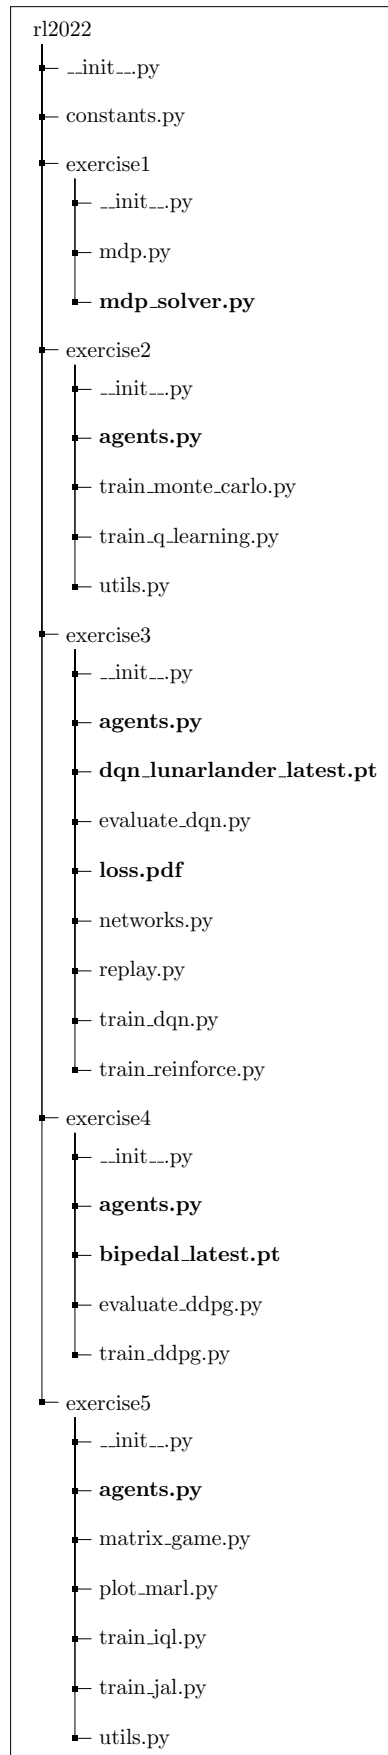 rl2022
__init__.py
constants.py
exercise1
__init__.py
mdp.py
mdp_solver.py
exercise2
__init__.py
agents.py
train_monte_carlo.py
train_q_learning.py
utils.py
exercise3
__init__.py
agents.py
dqn_lunarlander_latest.pt
evaluate_dqn.py
loss.pdf
networks.py
replay.py
train_dqn.py
train_reinforce.py
exercise4
__init__.py
agents.py
bipedal_latest.pt
evaluate_ddpg.py
train_ddpg.py
exercise5
__init__.py
agents.py
matrix_game.py
plot_marl.py
train_iql.py
train_jal.py
utils.py